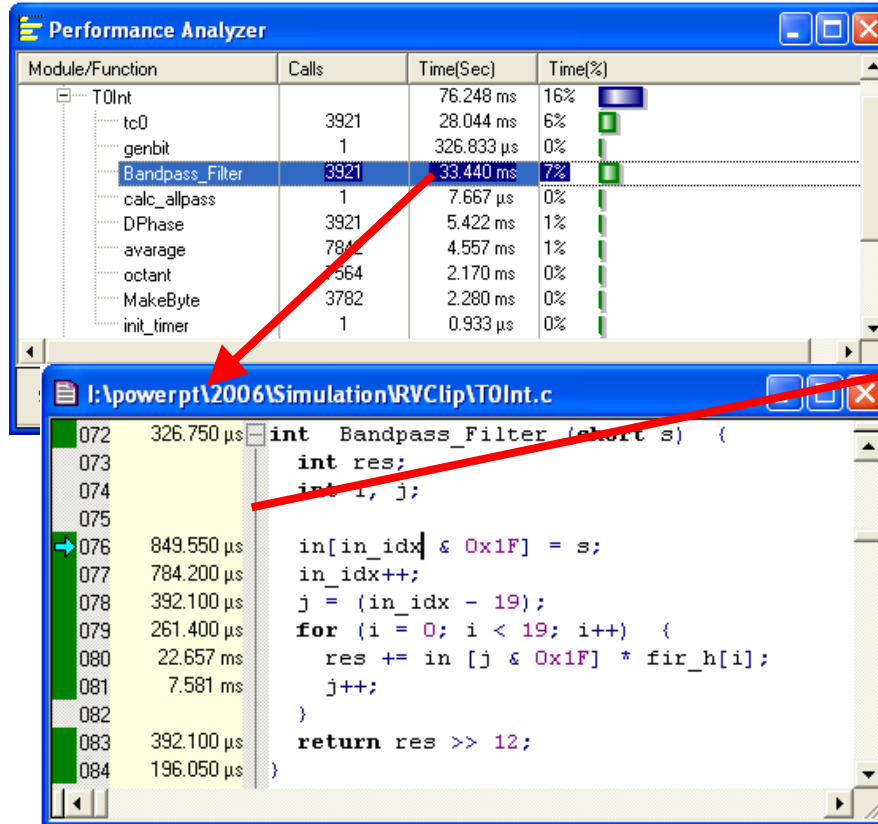 Performance Analyzer
Module/Function Calls Time(Sec) Time(%)
T0Int 76.248 ms 16%
tc0 3921 28.044 ms 6%
genbit 1 326.833 µs 0%
Bandpass_Filter 3921 33.440 ms 7%
calc_allpass 1 7.667 µs 0%
DPhase 3921 5.422 ms 1%
avarage 7842 4.557 ms 1%
octant 7564 2.170 ms 0%
MakeByte 3782 2.280 ms 0%
init_timer 1 0.933 µs 0%
I:\powerpt\2006\Simulation\RVClip\T0Int.c
072 326.750 µs int Bandpass_Filter (short s) {
073 int res;
074 int i, j;
075
076 849.550 µs in[in_idx & 0x1F] = s;
077 784.200 µs in_idx++;
078 392.100 µs j = (in_idx - 19);
079 261.400 µs for (i = 0; i < 19; i++) {
080 22.657 ms res += in [j & 0x1F] * fir_h[i];
081 7.581 ms j++;
082 }
083 392.100 µs return res >> 12;
084 196.050 µs }